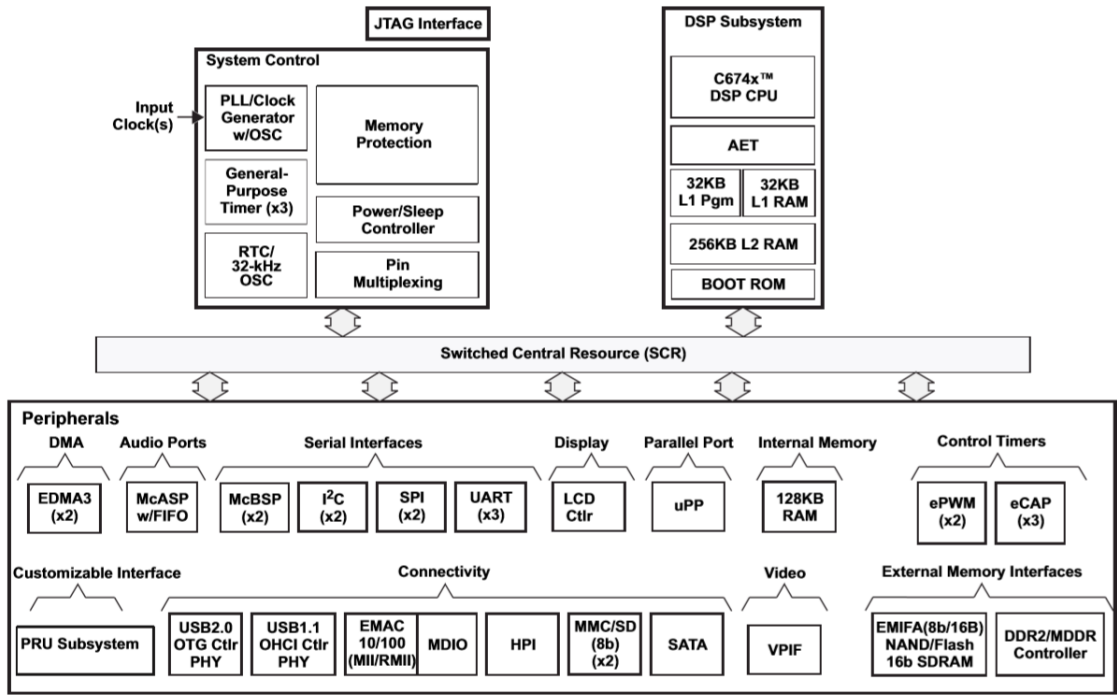 JTAG Interface
System Control
Input
Clock(s)
PLL/Clock
Generator
w/OSC
Memory
Protection
General-
Purpose
Timer (x3)
Power/Sleep
Controller
RTC/
32-kHz
OSC
Pin
Multiplexing
DSP Subsystem
C674x™
DSP CPU
AET
32KB
L1 Pgm
32KB
L1 RAM
256KB L2 RAM
BOOT ROM
Switched Central Resource (SCR)
Peripherals
DMA
Audio Ports
Serial Interfaces
Display
Parallel Port
Internal Memory
Control Timers
EDMA3
(x2)
McASP
w/FIFO
McBSP
(x2)
I²C
(x2)
SPI
(x2)
UART
(x3)
LCD
Ctlr
uPP
128KB
RAM
ePWM
(x2)
eCAP
(x3)
Customizable Interface
Connectivity
Video
External Memory Interfaces
PRU Subsystem
USB2.0
OTG Ctlr
PHY
USB1.1
OHCI Ctlr
PHY
EMAC
10/100
(MII/RMII)
MDIO
HPI
MMC/SD
(8b)
(x2)
SATA
VPIF
EMIFA(8b/16B)
NAND/Flash
16b SDRAM
DDR2/MDDR
Controller